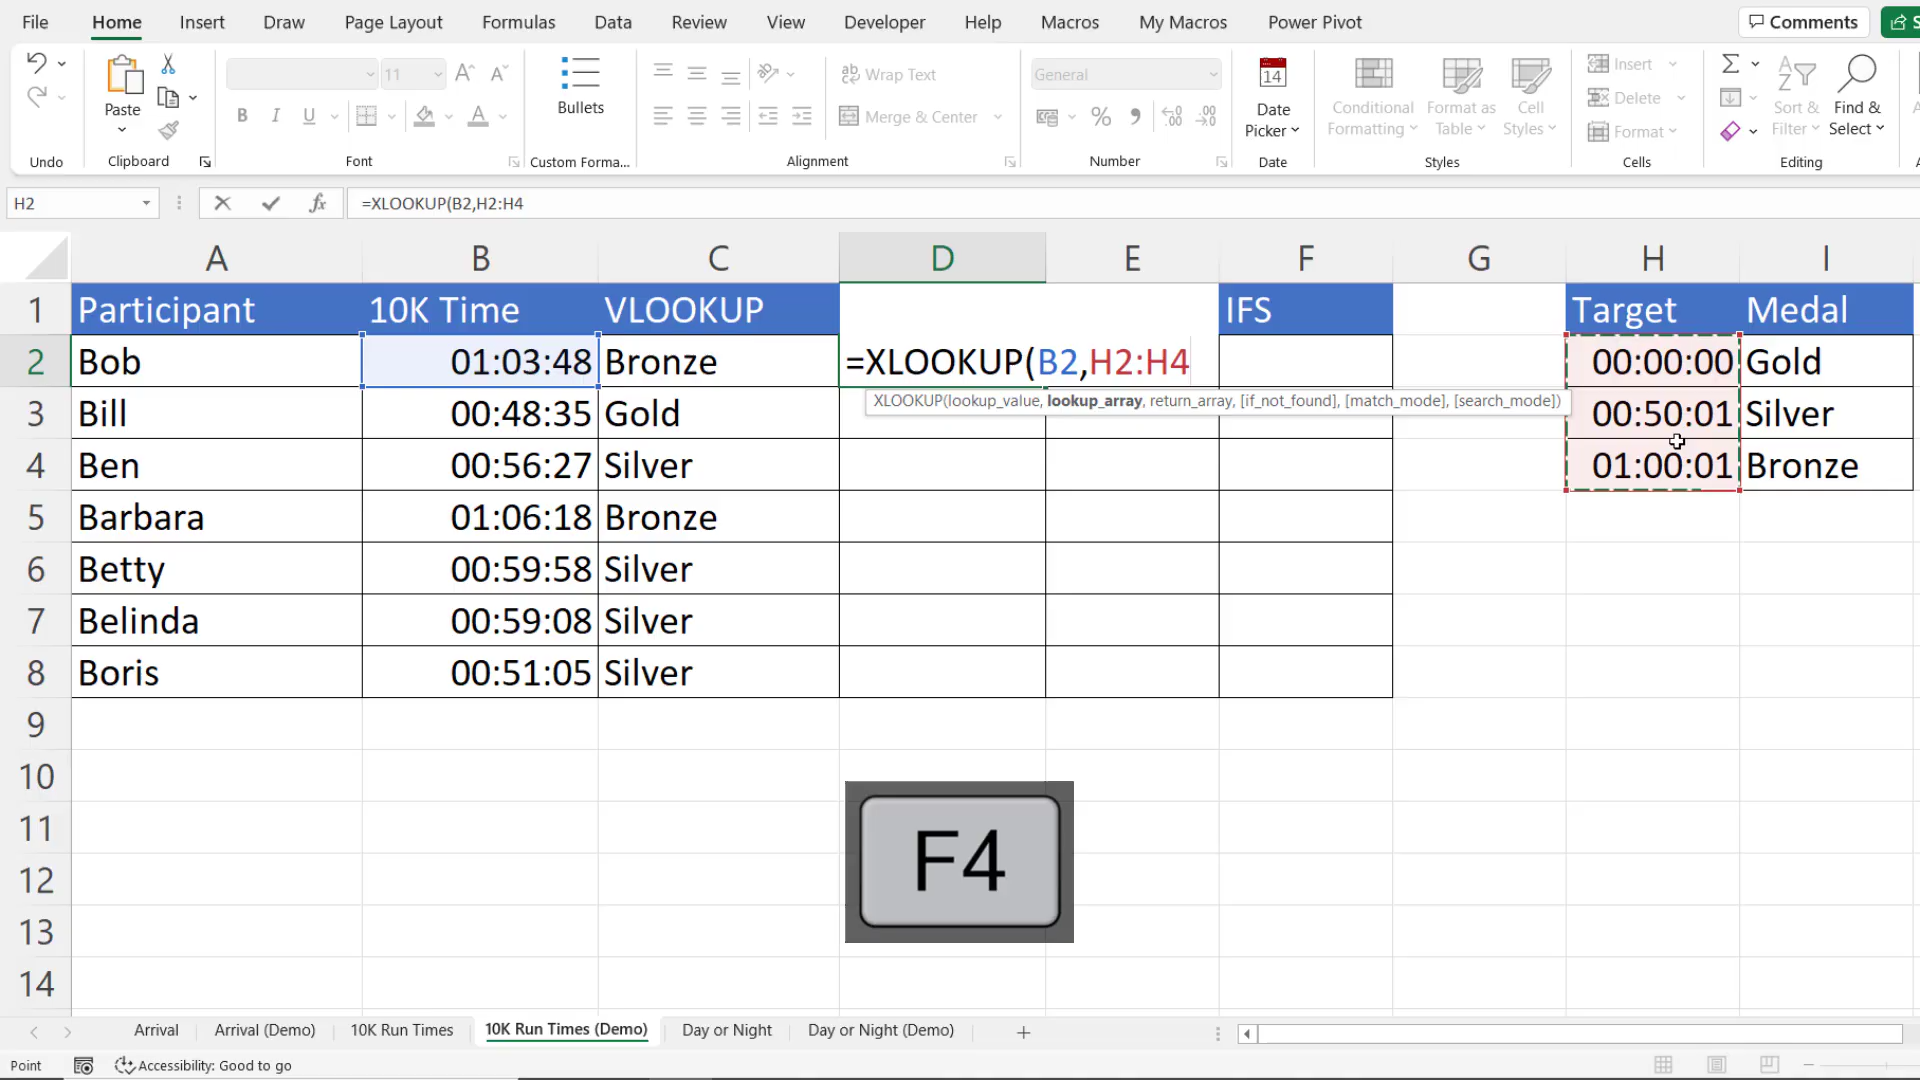 File Home Insert Draw Page Layout Formulas Data Review View Developer Help Macros My Macros Power Pivot Comments
11 Wrap Text General 14 Insert
Paste Bullets Date Conditional Format as Cell Delete Sort & Find &
B I U A Merge & Center % Picker Formatting Table Styles Format Filter Select
Undo Clipboard Font Custom Forma... Alignment Number Date Styles Cells Editing
H2 fx =XLOOKUP(B2,H2:H4
A B C D E F G H I
1 Participant 10K Time VLOOKUP IFS Target Medal
2 Bob 01:03:48 Bronze =XLOOKUP(B2,H2:H4 00:00:00 Gold
XLOOKUP(lookup_value, lookup_array, return_array, [if_not_found], [match_mode], [search_mode])
3 Bill 00:48:35 Gold 00:50:01 Silver
4 Ben 00:56:27 Silver 01:00:01 Bronze
5 Barbara 01:06:18 Bronze
6 Betty 00:59:58 Silver
7 Belinda 00:59:08 Silver
8 Boris 00:51:05 Silver
9
10
11
F4
12
13
14
Arrival Arrival (Demo) 10K Run Times 10K Run Times (Demo) Day or Night Day or Night (Demo)
Point Accessibility: Good to go